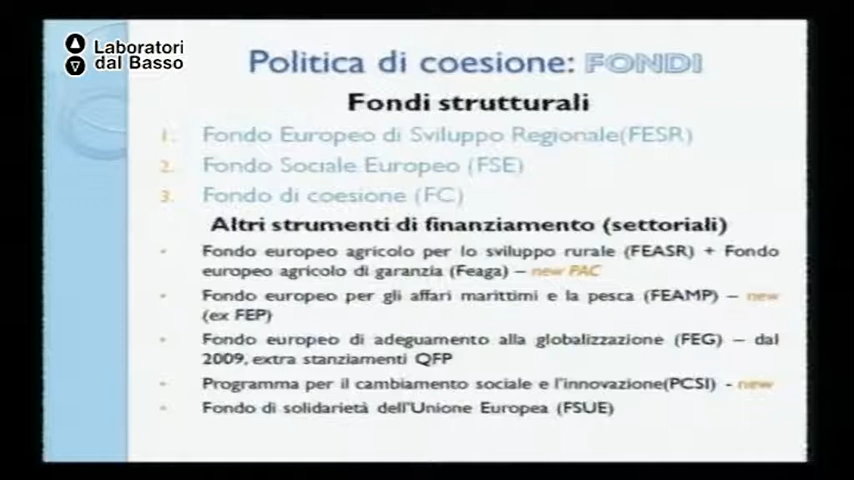 Laboratori
dal Basso
Politica di coesione: FONDI
Fondi strutturali
1. Fondo Europeo di Sviluppo Regionale(FESR)
2. Fondo Sociale Europeo (FSE)
3. Fondo di coesione (FC)
Altri strumenti di finanziamento (settoriali)
• Fondo europeo agricolo per lo sviluppo rurale (FEASR) + Fondo
europeo agricolo di garanzia (Feaga) – new PAC
• Fondo europeo per gli affari marittimi e la pesca (FEAMP) – new
(ex FEP)
• Fondo europeo di adeguamento alla globalizzazione (FEG) – dal
2009, extra stanziamenti QFP
• Programma per il cambiamento sociale e l'innovazione(PCSI) - new
• Fondo di solidarietà dell'Unione Europea (FSUE)